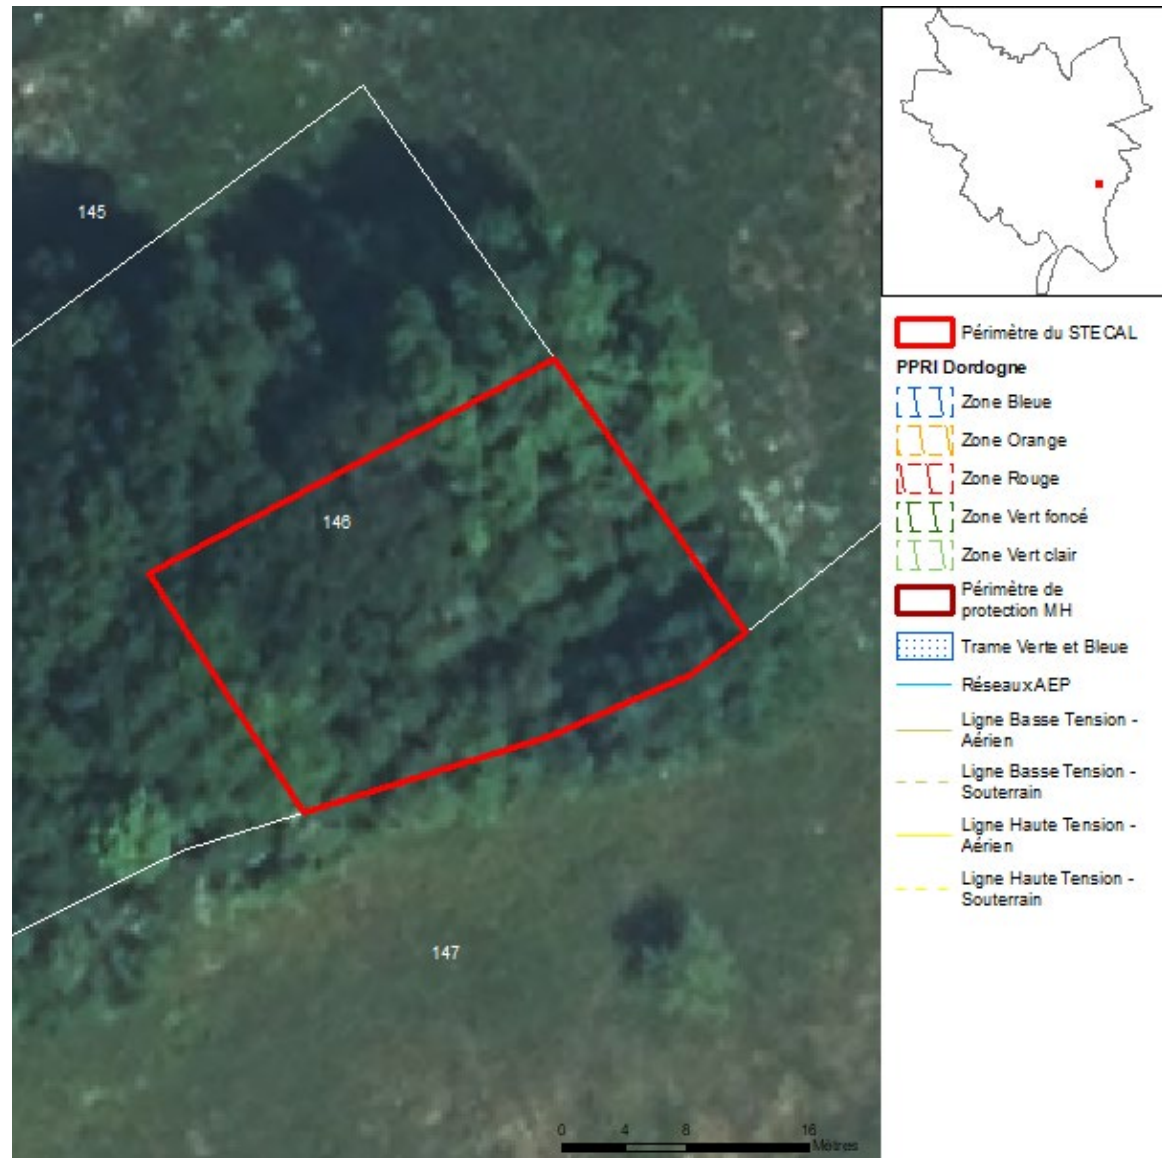 145
146
147
0 4 8 16
Mètres
Périmètre du STECAL
PPRI Dordogne
Zone Bleue
Zone Orange
Zone Rouge
Zone Vert foncé
Zone Vert clair
Périmètre de
protection MH
Trame Verte et Bleue
Réseaux AEP
Ligne Basse Tension -
Aérien
Ligne Basse Tension -
Souterrain
Ligne Haute Tension -
Aérien
Ligne Haute Tension -
Souterrain